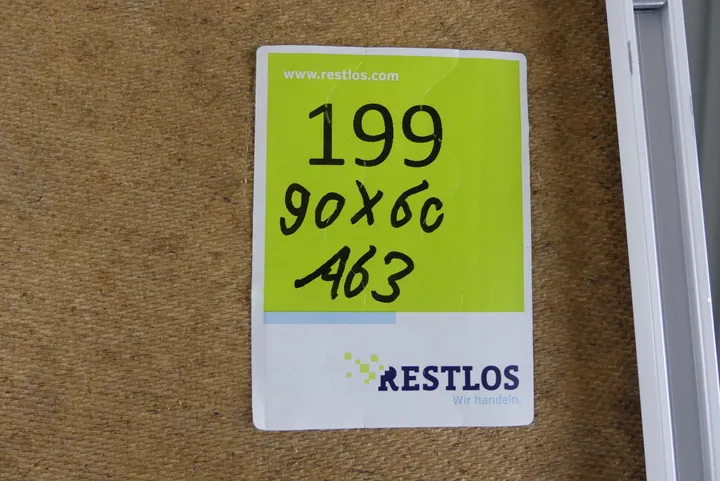 www.restlos.com
199
90x60
A63
RESTLOS
Wir handeln.